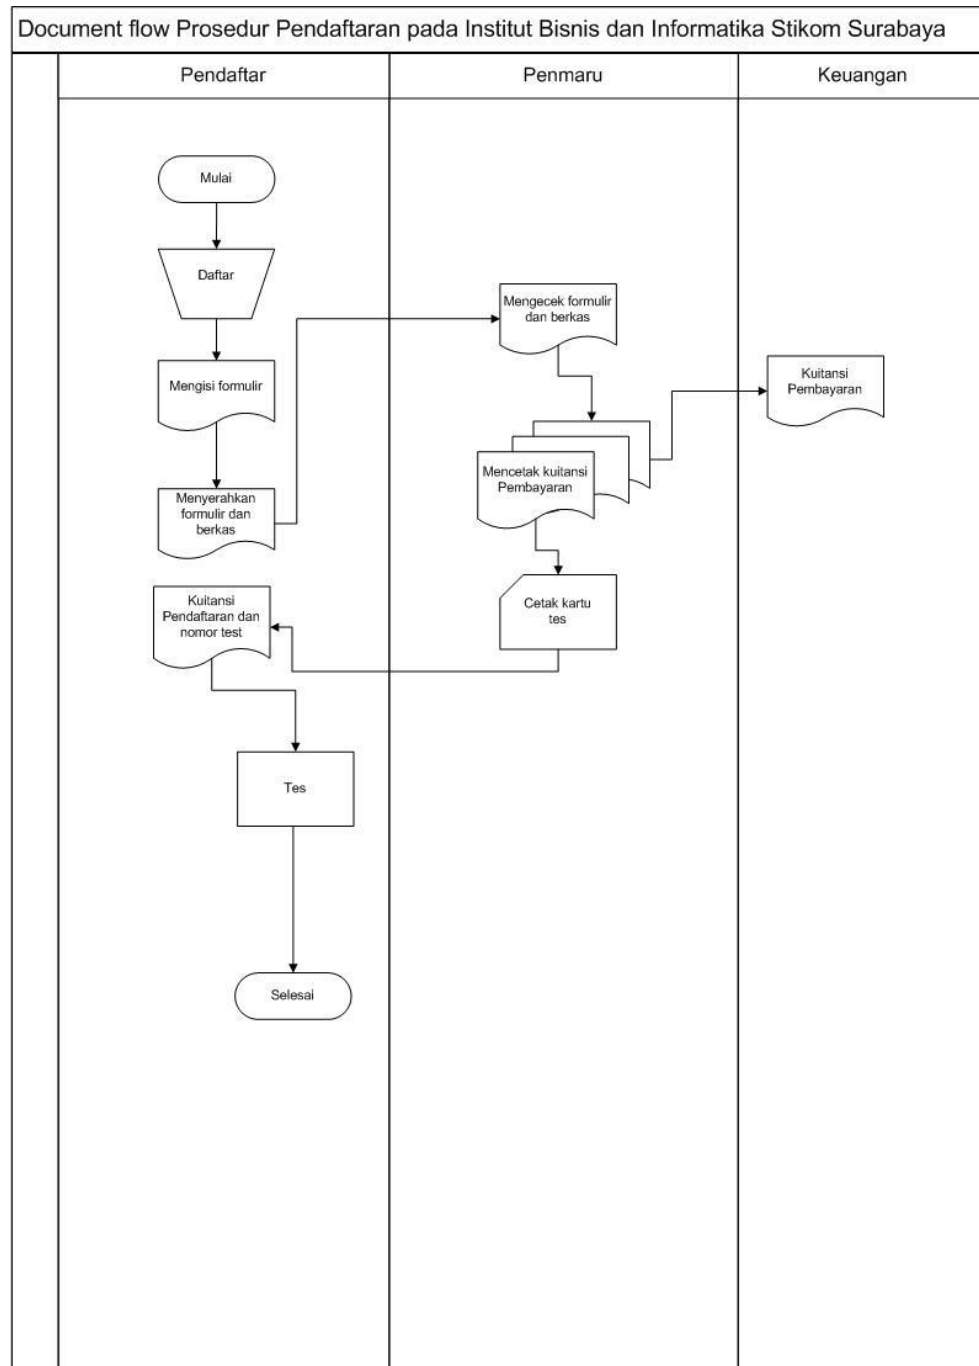 Document flow Prosedur Pendaftaran pada Institut Bisnis dan Informatika Stikom Surabaya
Pendaftar
Penmaru
Keuangan
Mulai
Daftar
Mengisi formulir
Menyerahkan
formulir dan
berkas
Mengecek formulir
dan berkas
Mencetak kuitansi
Pembayaran
Kuitansi
Pembayaran
Cetak kartu
tes
Kuitansi
Pendaftaran dan
nomor test
Tes
Selesai